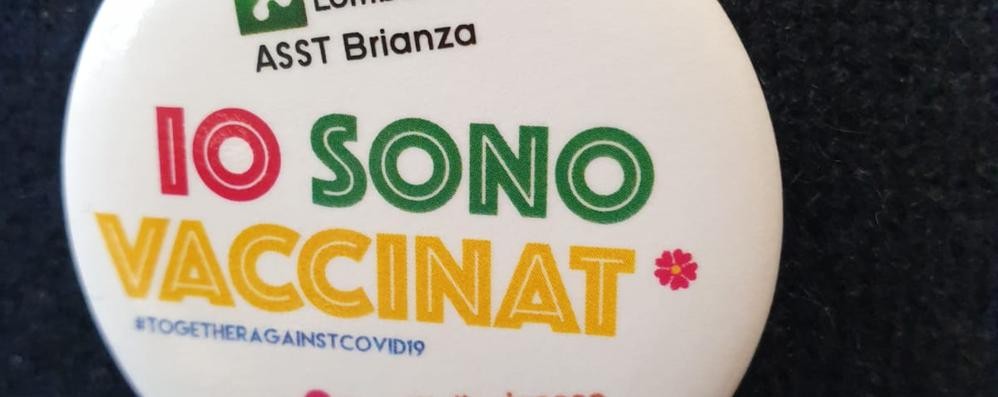 ASST Brianza
IO SONO
VACCINAT*
#TOGETHERAGAINSTCOVID19